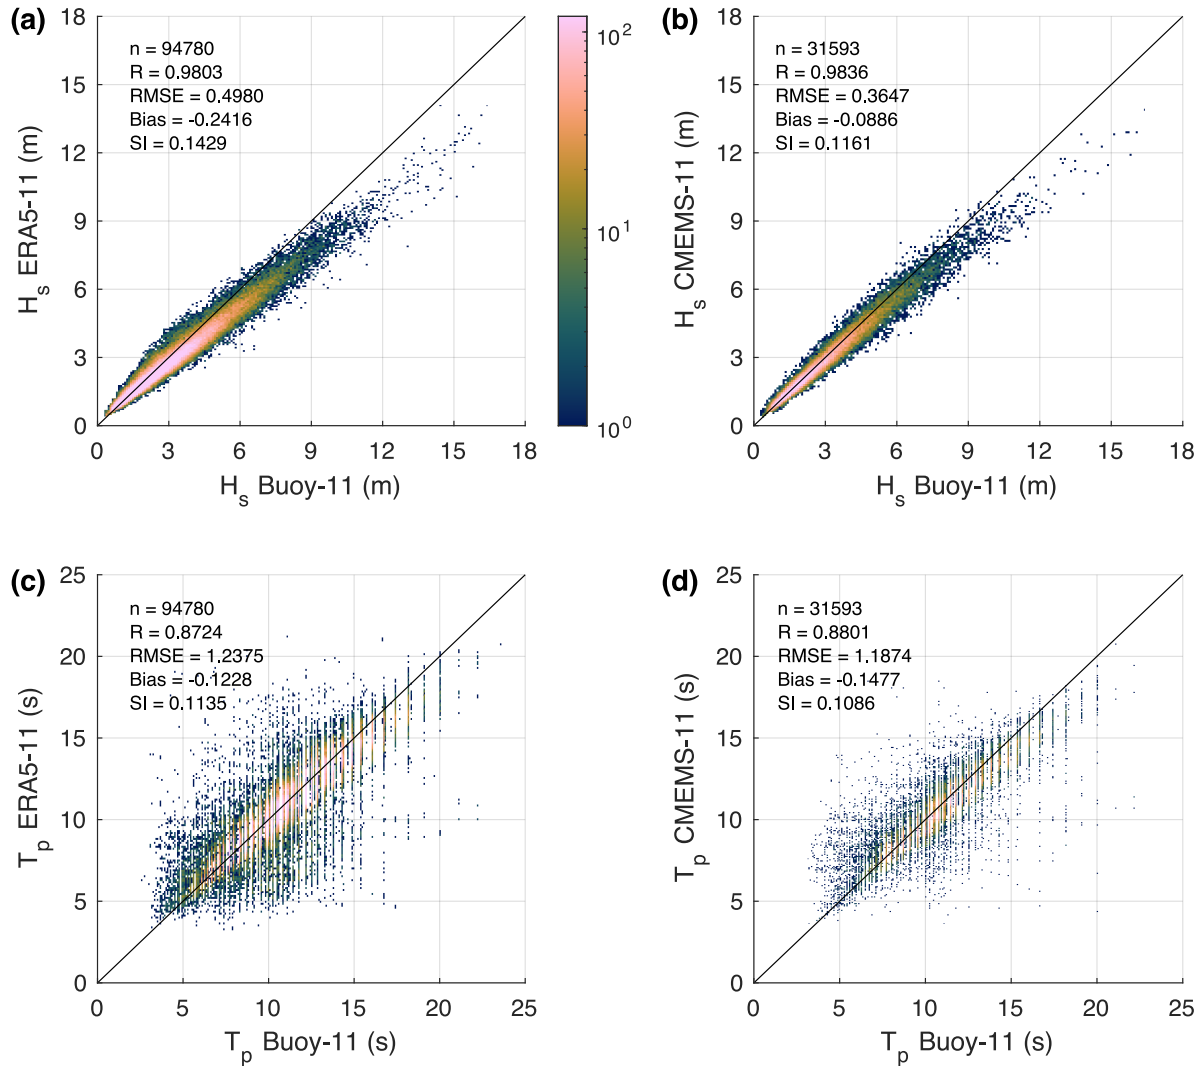 (a)
n = 94780
R = 0.9803
RMSE = 0.4980
Bias = -0.2416
SI = 0.1429
18
15
12
9
6
3
0
H_s ERA5-11 (m)
0 3 6 9 12 15 18
H_s Buoy-11 (m)
10^2
10^1
10^0
(b)
n = 31593
R = 0.9836
RMSE = 0.3647
Bias = -0.0886
SI = 0.1161
18
15
12
9
6
3
0
H_s CMEMS-11 (m)
0 3 6 9 12 15 18
H_s Buoy-11 (m)
(c)
n = 94780
R = 0.8724
RMSE = 1.2375
Bias = -0.1228
SI = 0.1135
25
20
15
10
5
0
T_p ERA5-11 (s)
0 5 10 15 20 25
T_p Buoy-11 (s)
(d)
n = 31593
R = 0.8801
RMSE = 1.1874
Bias = -0.1477
SI = 0.1086
25
20
15
10
5
0
T_p CMEMS-11 (s)
0 5 10 15 20 25
T_p Buoy-11 (s)